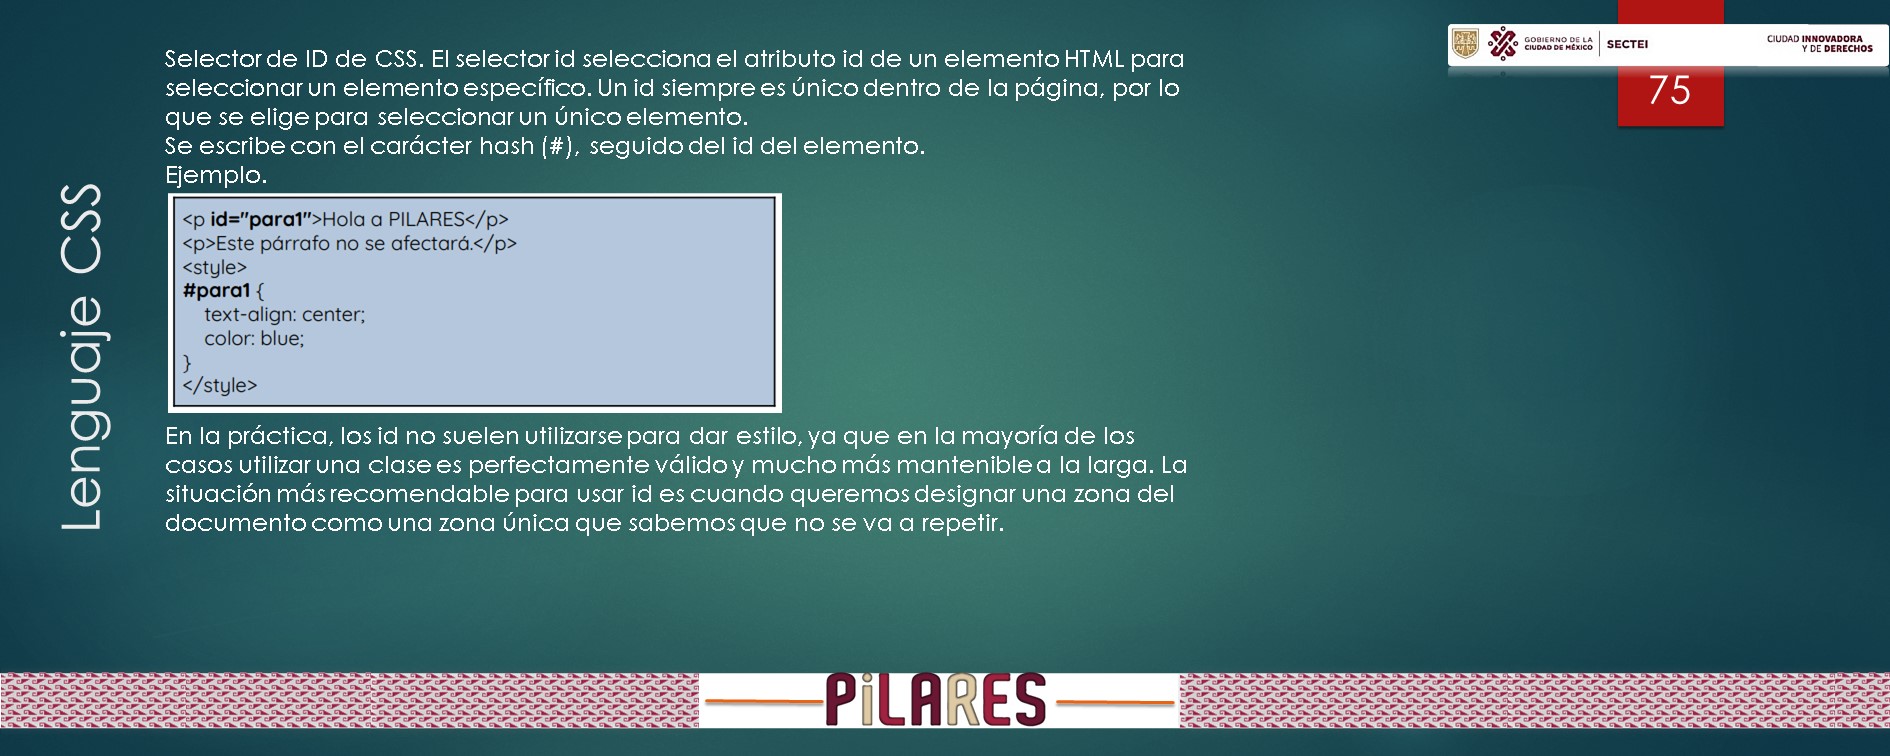 GOBIERNO DE LA
CIUDAD DE MÉXICO
SECTEI
CIUDAD INNOVADORA
Y DE DERECHOS
75
Lenguaje CSS
Selector de ID de CSS. El selector id selecciona el atributo id de un elemento HTML para
seleccionar un elemento específico. Un id siempre es único dentro de la página, por lo
que se elige para seleccionar un único elemento.
Se escribe con el carácter hash (#), seguido del id del elemento.
Ejemplo.
<p id="para1">Hola a PILARES</p>
<p>Este párrafo no se afectará.</p>
<style>
#para1 {
text-align: center;
color: blue;
}
</style>
En la práctica, los id no suelen utilizarse para dar estilo, ya que en la mayoría de los
casos utilizar una clase es perfectamente válido y mucho más mantenible a la larga. La
situación más recomendable para usar id es cuando queremos designar una zona del
documento como una zona única que sabemos que no se va a repetir.
PiLARES